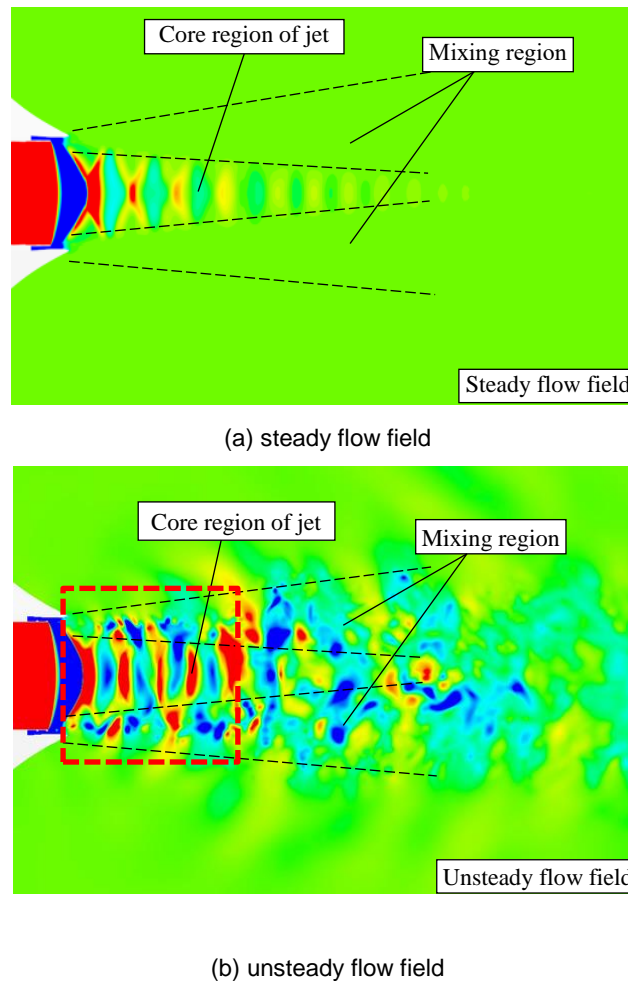 Core region of jet
Mixing region
Steady flow field
(a) steady flow field
Core region of jet
Mixing region
Unsteady flow field
(b) unsteady flow field